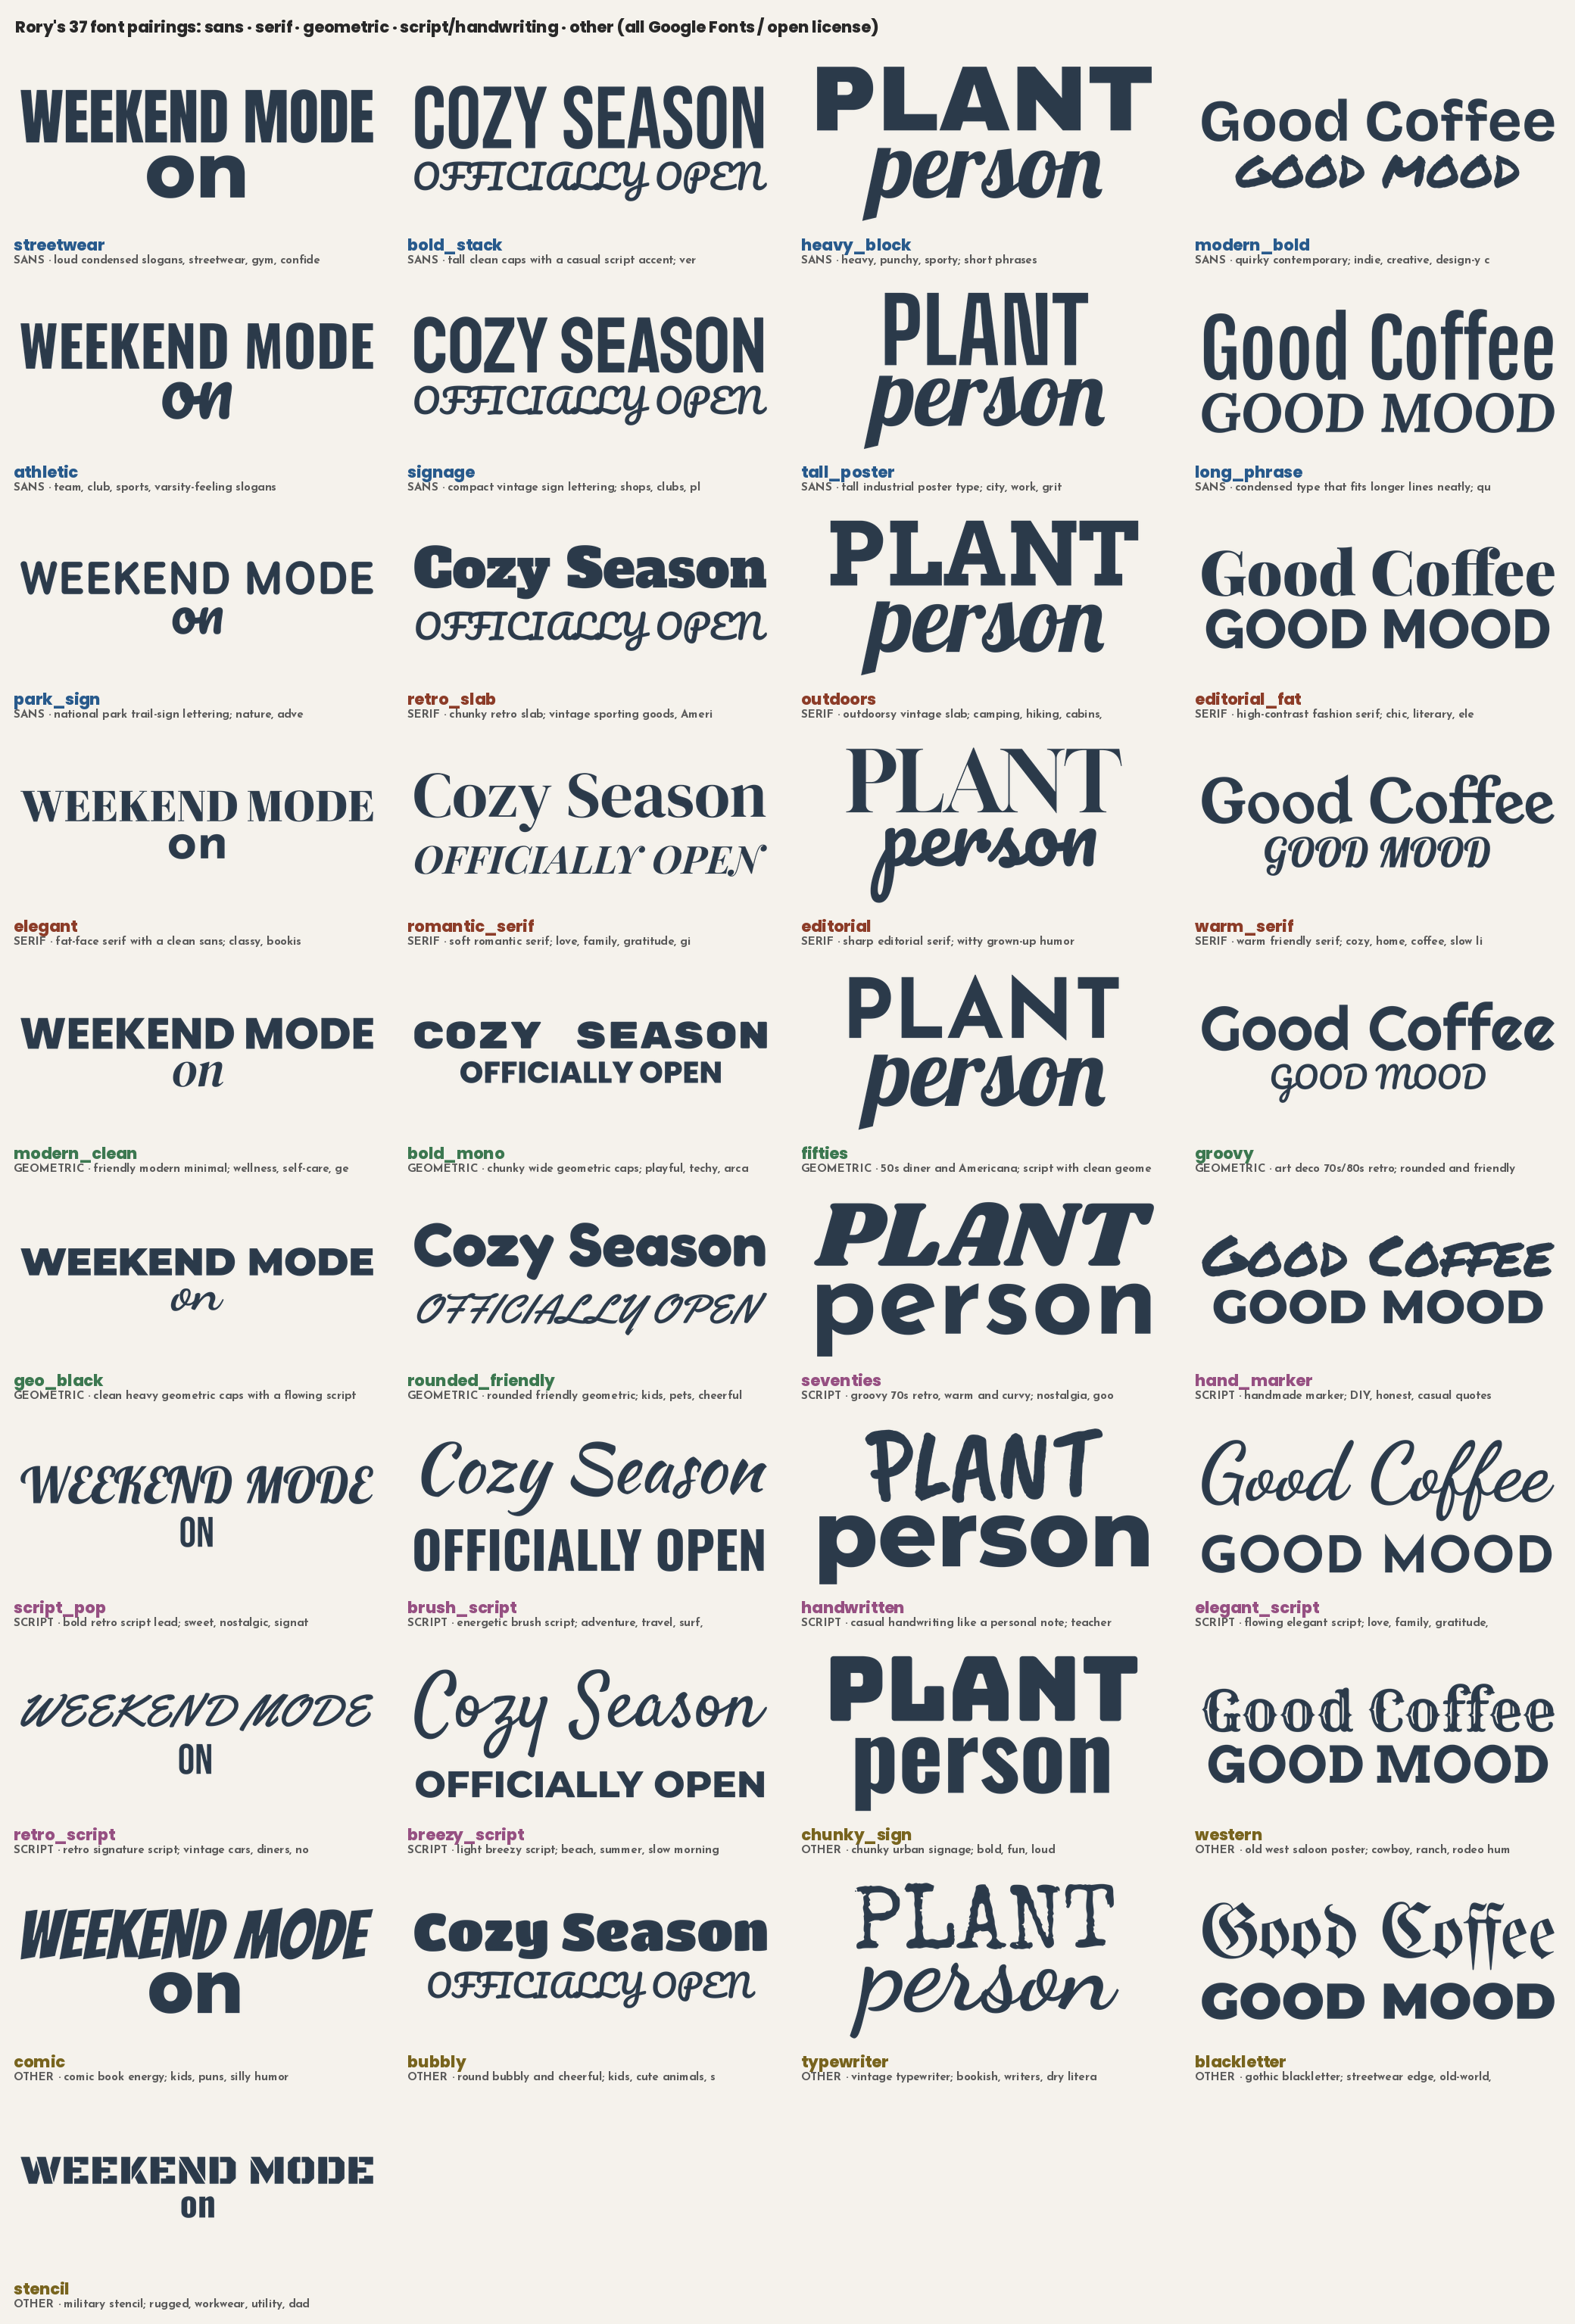 Rory's 37 font pairings: sans · serif · geometric · script/handwriting · other (all Google Fonts / open license)
WEEKEND MODE
on
streetwear
SANS · loud condensed slogans, streetwear, gym, confide
COZY SEASON
OFFICIALLY OPEN
bold_stack
SANS · tall clean caps with a casual script accent; ver
PLANT
person
heavy_block
SANS · heavy, punchy, sporty; short phrases
Good Coffee
GOOD MOOD
modern_bold
SANS · quirky contemporary; indie, creative, design-y c
WEEKEND MODE
on
athletic
SANS · team, club, sports, varsity-feeling slogans
COZY SEASON
OFFICIALLY OPEN
signage
SANS · compact vintage sign lettering; shops, clubs, pl
PLANT
person
tall_poster
SANS · tall industrial poster type; city, work, grit
Good Coffee
GOOD MOOD
long_phrase
SANS · condensed type that fits longer lines neatly; qu
WEEKEND MODE
on
park_sign
SANS · national park trail-sign lettering; nature, adve
Cozy Season
OFFICIALLY OPEN
retro_slab
SERIF · chunky retro slab; vintage sporting goods, Ameri
PLANT
person
outdoors
SERIF · outdoorsy vintage slab; camping, hiking, cabins,
Good Coffee
GOOD MOOD
editorial_fat
SERIF · high-contrast fashion serif; chic, literary, ele
WEEKEND MODE
on
elegant
SERIF · fat-face serif with a clean sans; classy, bookis
Cozy Season
OFFICIALLY OPEN
romantic_serif
SERIF · soft romantic serif; love, family, gratitude, gi
PLANT
person
editorial
SERIF · sharp editorial serif; witty grown-up humor
Good Coffee
GOOD MOOD
warm_serif
SERIF · warm friendly serif; cozy, home, coffee, slow li
WEEKEND MODE
on
modern_clean
GEOMETRIC · friendly modern minimal; wellness, self-care, ge
COZY SEASON
OFFICIALLY OPEN
bold_mono
GEOMETRIC · chunky wide geometric caps; playful, techy, arca
PLANT
person
fifties
GEOMETRIC · 50s diner and Americana; script with clean geome
Good Coffee
GOOD MOOD
groovy
GEOMETRIC · art deco 70s/80s retro; rounded and friendly
WEEKEND MODE
on
geo_black
GEOMETRIC · clean heavy geometric caps with a flowing script
Cozy Season
OFFICIALLY OPEN
rounded_friendly
GEOMETRIC · rounded friendly geometric; kids, pets, cheerful
PLANT
person
seventies
SCRIPT · groovy 70s retro, warm and curvy; nostalgia, goo
GOOD COFFEE
GOOD MOOD
hand_marker
SCRIPT · handmade marker; DIY, honest, casual quotes
WEEKEND MODE
ON
script_pop
SCRIPT · bold retro script lead; sweet, nostalgic, signat
Cozy Season
OFFICIALLY OPEN
brush_script
SCRIPT · energetic brush script; adventure, travel, surf,
PLANT
person
handwritten
SCRIPT · casual handwriting like a personal note; teacher
Good Coffee
GOOD MOOD
elegant_script
SCRIPT · flowing elegant script; love, family, gratitude,
WEEKEND MODE
ON
retro_script
SCRIPT · retro signature script; vintage cars, diners, no
Cozy Season
OFFICIALLY OPEN
breezy_script
SCRIPT · light breezy script; beach, summer, slow morning
PLANT
person
chunky_sign
OTHER · chunky urban signage; bold, fun, loud
Good Coffee
GOOD MOOD
western
OTHER · old west saloon poster; cowboy, ranch, rodeo hum
WEEKEND MODE
on
comic
OTHER · comic book energy; kids, puns, silly humor
Cozy Season
OFFICIALLY OPEN
bubbly
OTHER · round bubbly and cheerful; kids, cute animals, s
PLANT
person
typewriter
OTHER · vintage typewriter; bookish, writers, dry litera
Good Coffee
GOOD MOOD
blackletter
OTHER · gothic blackletter; streetwear edge, old-world,
WEEKEND MODE
on
stencil
OTHER · military stencil; rugged, workwear, utility, dad